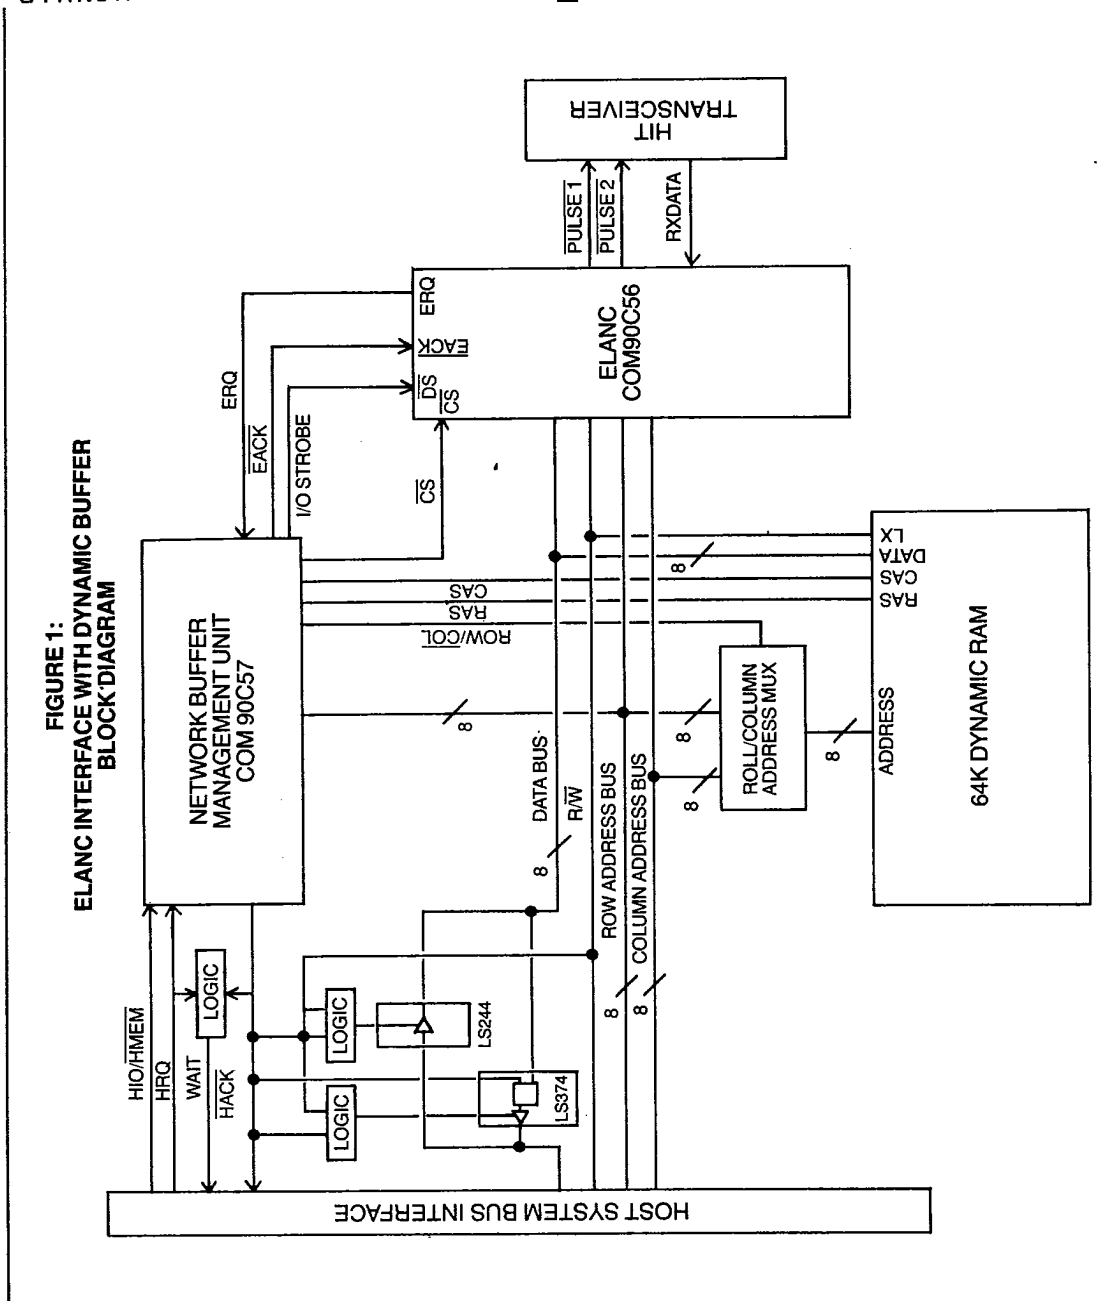 FIGURE 1:
ELANC INTERFACE WITH DYNAMIC BUFFER
BLOCK DIAGRAM
HIT
TRANSCEIVER
PULSE 1
PULSE 2
RXDATA
ERQ
EACK
DS
CS
ELANC
COM90C56
ERQ
EACK
I/O STROBE
CS
NETWORK BUFFER
MANAGEMENT UNIT
COM 90C57
CAS
RAS
ROW/COL
8
8
8
8
8
LX
DATA
CAS
RAS
ADDRESS
64K DYNAMIC RAM
ROLL/COLUMN
ADDRESS MUX
DATA BUS
8
R/W
ROW ADDRESS BUS
8
COLUMN ADDRESS BUS
8
HIO/HMEM
HRQ
WAIT
HACK
LOGIC
LOGIC
LOGIC
LS244
LS374
HOST SYSTEM BUS INTERFACE